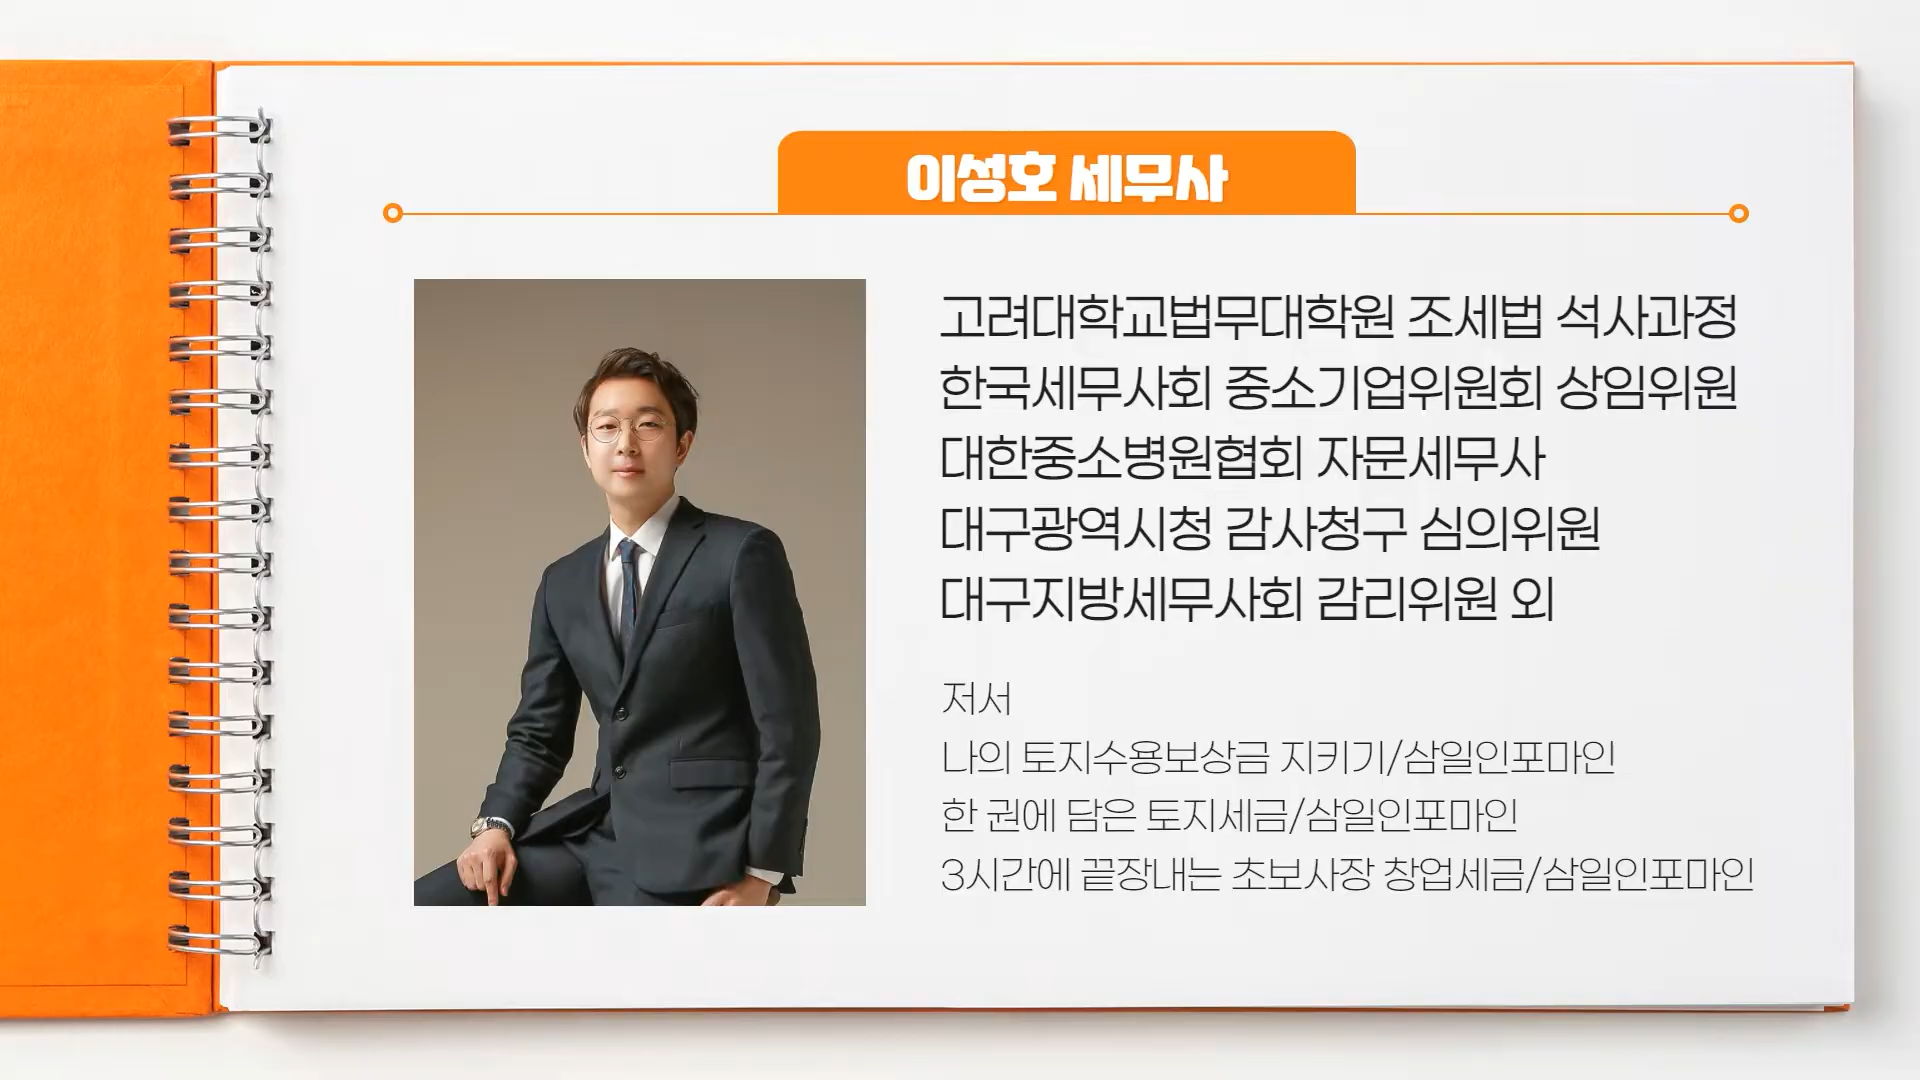 이성호 세무사
고려대학교법무대학원 조세법 석사과정
한국세무사회 중소기업위원회 상임위원
대한중소병원협회 자문세무사
대구광역시청 감사청구 심의위원
대구지방세무사회 감리위원 외
저서
나의 토지수용보상금 지키기/삼일인포마인
한 권에 담은 토지세금/삼일인포마인
3시간에 끝장내는 초보사장 창업세금/삼일인포마인